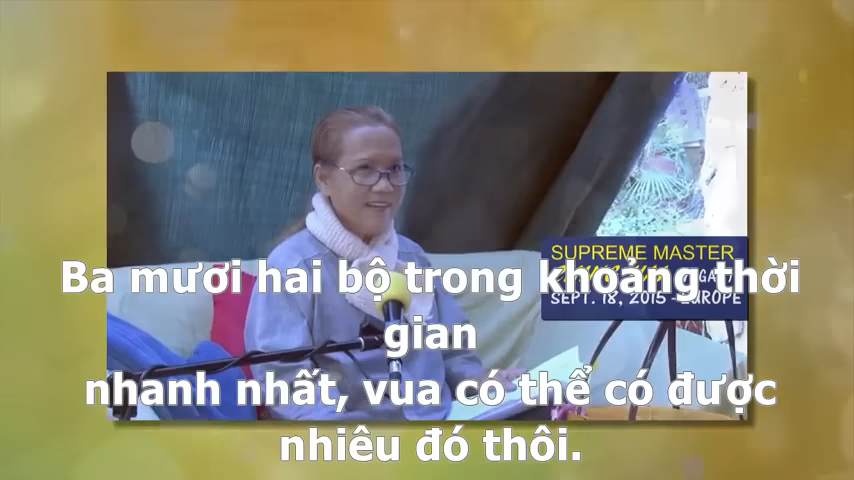 SUPREME MASTER
SEPT. 18, 2015 - EUROPE
Ba mươi hai bộ trong khoảng thời
gian
nhanh nhất, vua có thể có được
nhiêu đó thôi.